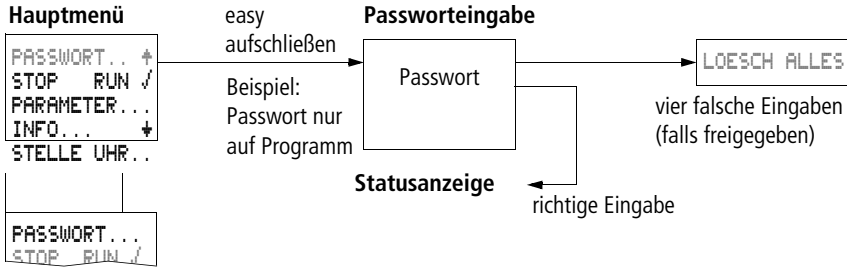 Hauptmenü
PASSWORT..
STOP RUN √
PARAMETER...
INFO...
STELLE UHR..
PASSWORT...
STOP RUN √
easy
aufschließen
Beispiel:
Passwort nur
auf Programm
Passworteingabe
Passwort
Statusanzeige
richtige Eingabe
LOESCH ALLES
vier falsche Eingaben
(falls freigegeben)